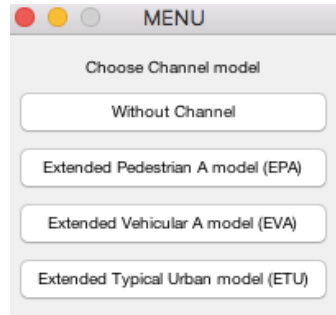 MENU
Choose Channel model
Without Channel
Extended Pedestrian A model (EPA)
Extended Vehicular A model (EVA)
Extended Typical Urban model (ETU)